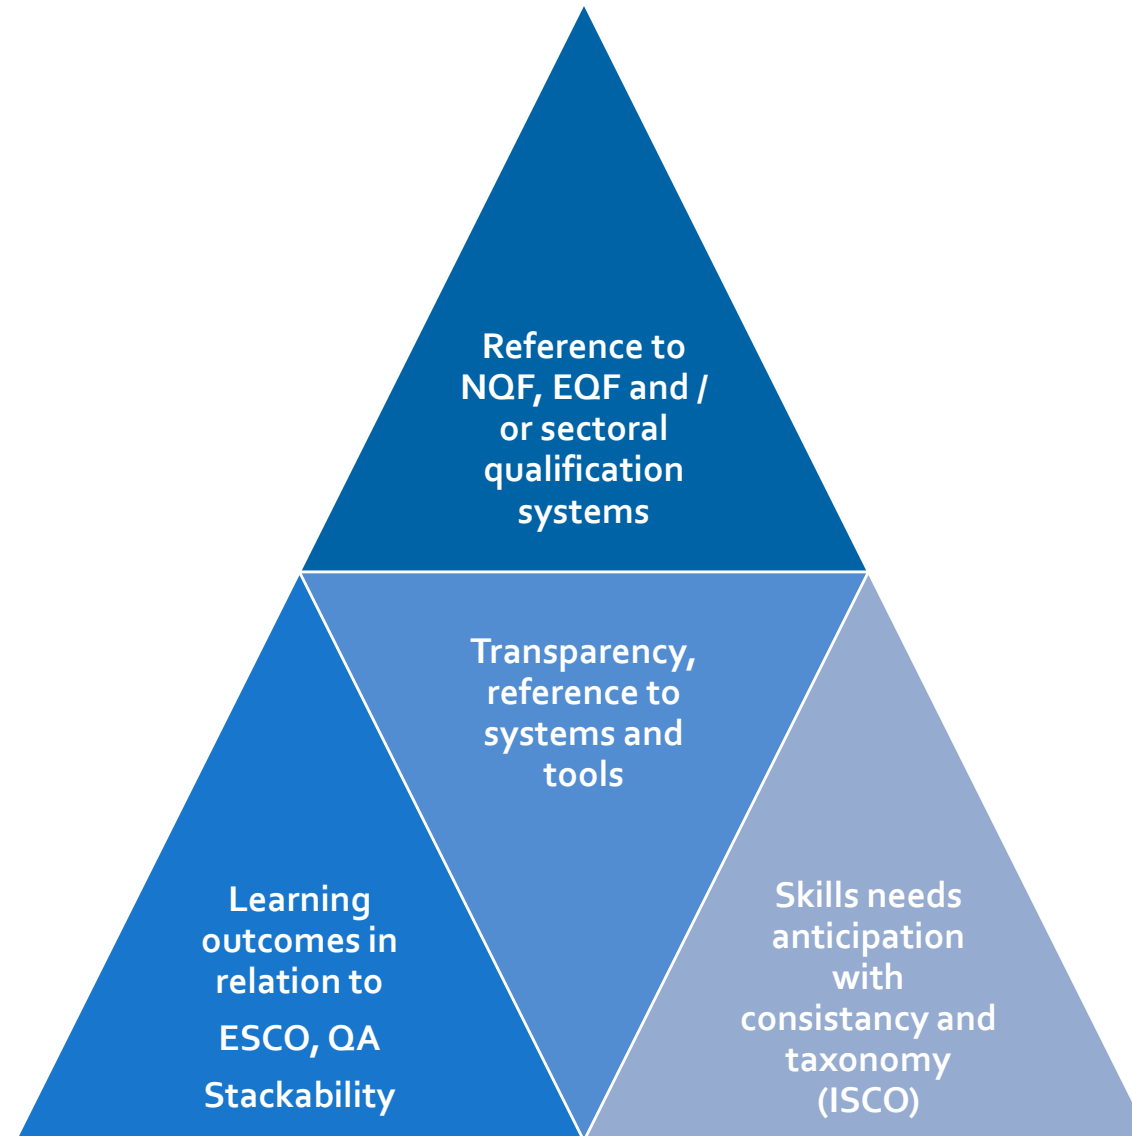 Reference to
NQF, EQF and /
or sectoral
qualification
systems
Transparency,
reference to
systems and
tools
Learning
outcomes in
relation to
ESCO, QA
Stackability
Skills needs
anticipation
with
consistancy and
taxonomy
(ISCO)